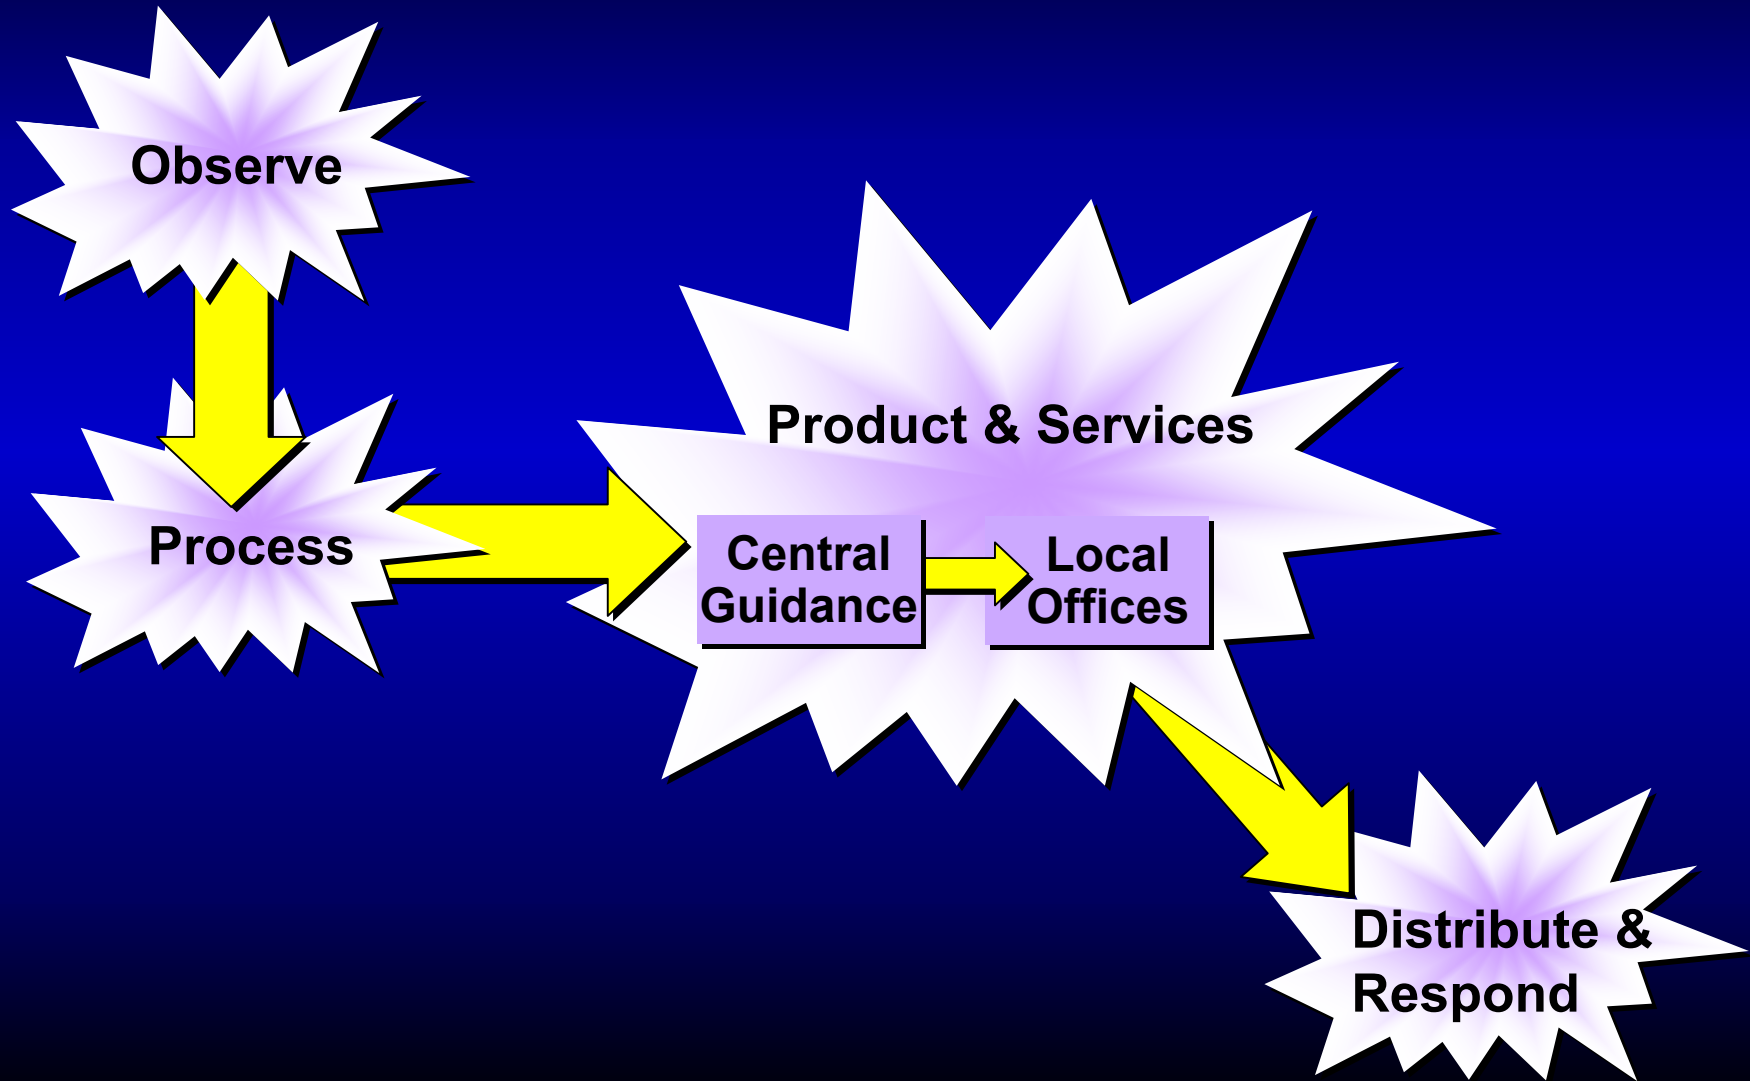 Observe
Process
Product & Services
Central
Guidance
Local
Offices
Distribute &
Respond